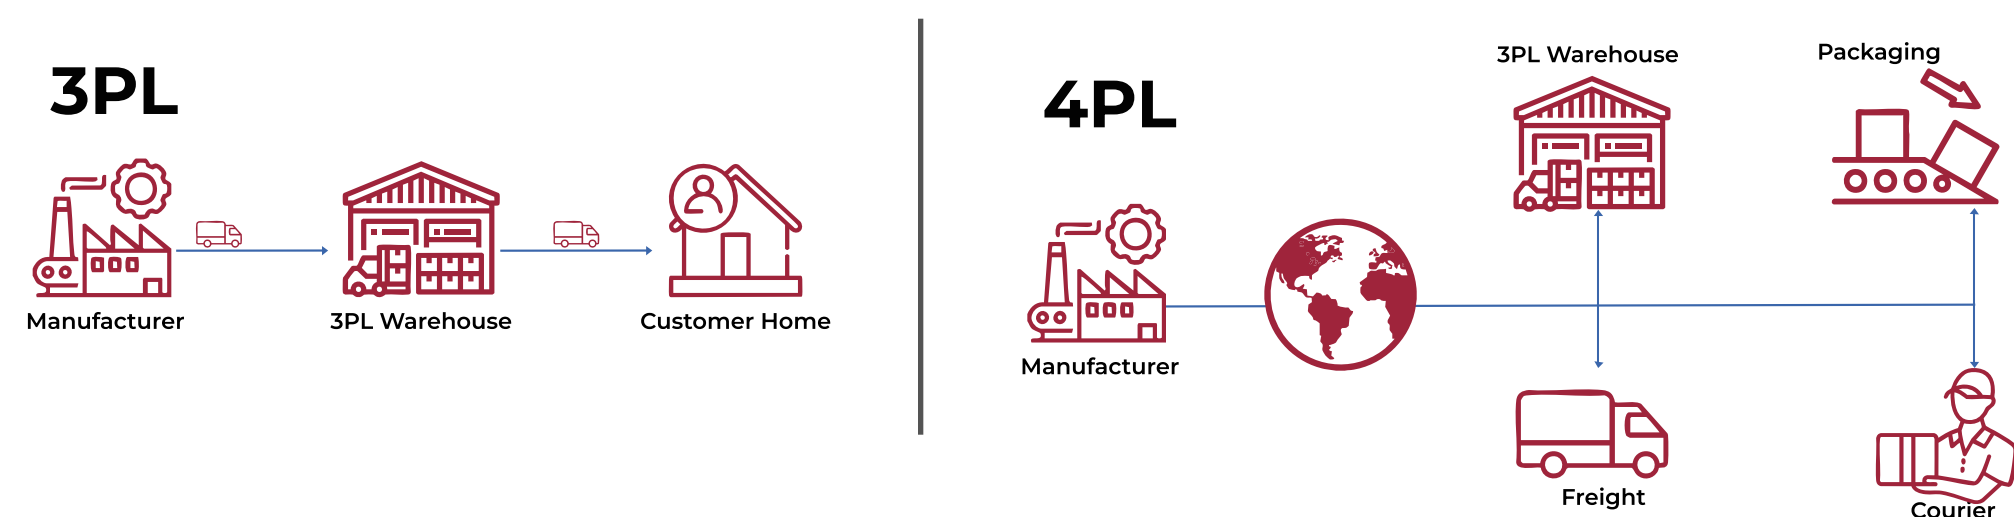 3PL
Manufacturer
3PL Warehouse
Customer Home
4PL
Manufacturer
3PL Warehouse
Packaging
Freight
Courier